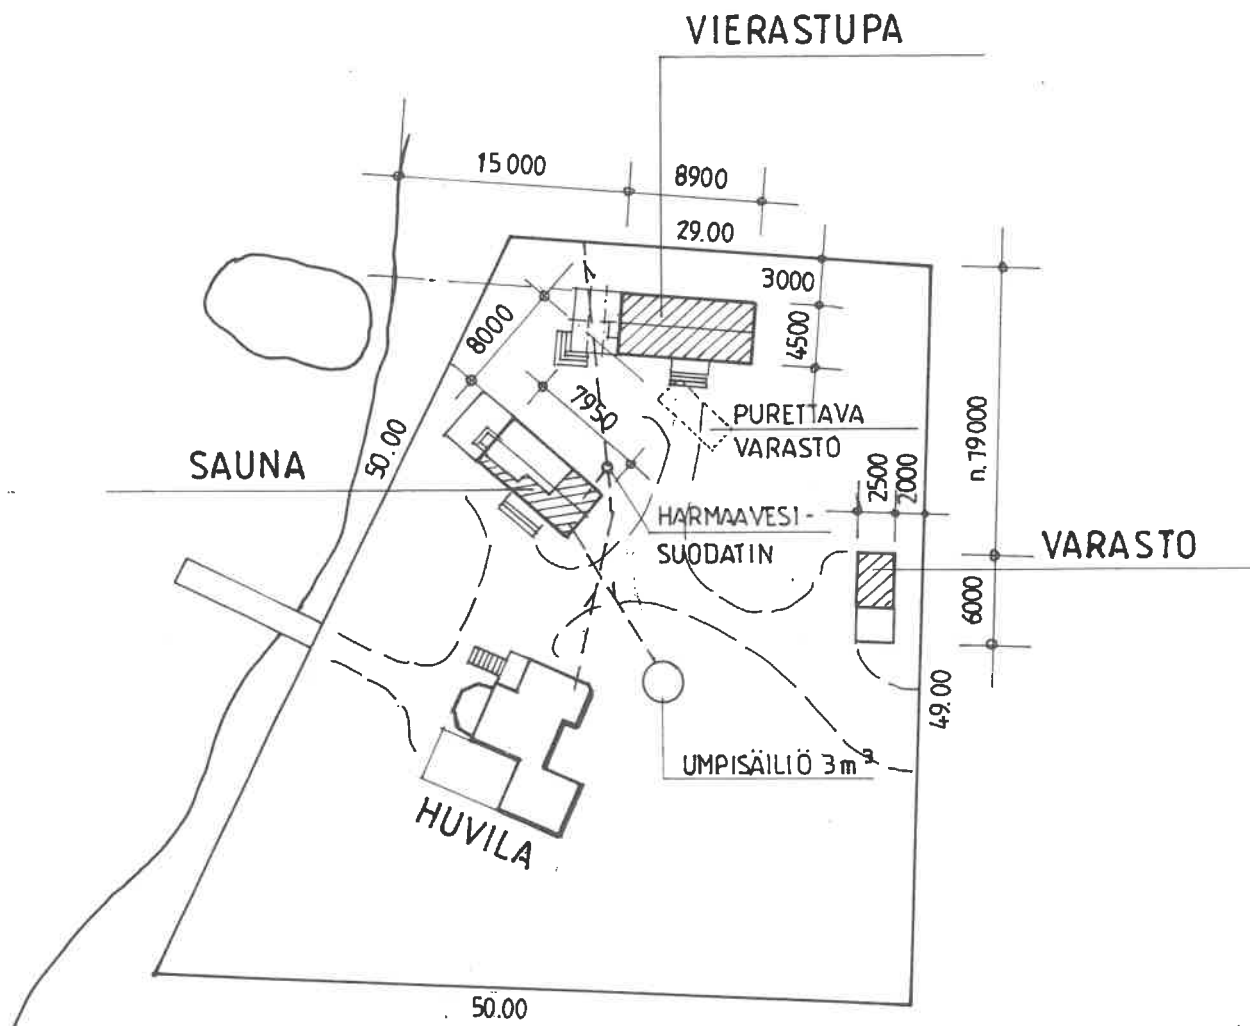 VIERASTUPA
15 000
8900
29.00
3000
8000
4500
7950
PURETTAVA
VARASTO
n.79000
50.00
SAUNA
2500
2000
HARMAAVESI-
SUODATIN
VARASTO
6000
49.00
UMPISÄILIÖ 3m³
HUVILA
50.00